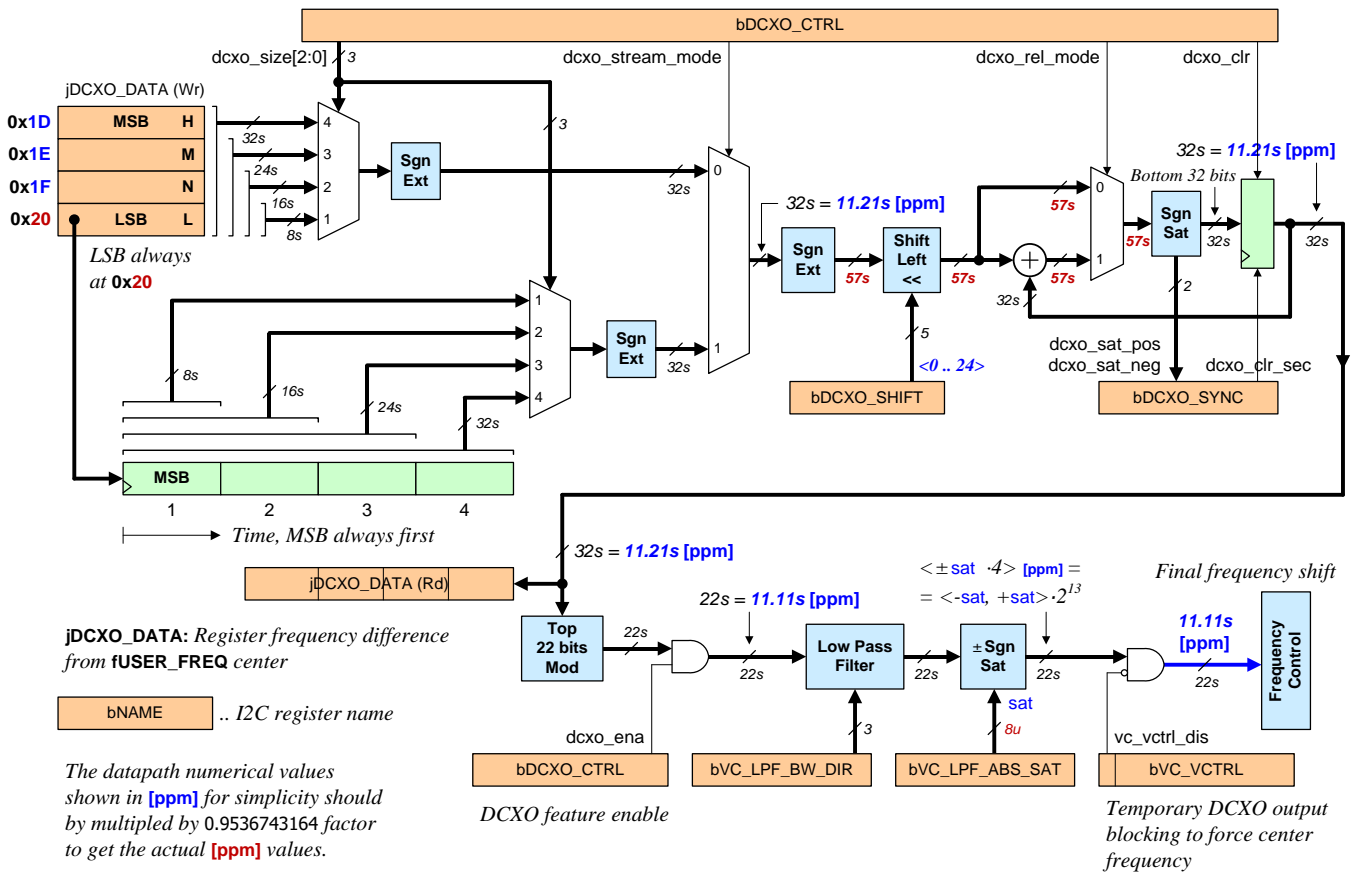 bDCXO_CTRL
dcxo_size[2:0]
3
dcxo_stream_mode
dcxo_rel_mode
dcxo_clr
jDCXO_DATA (Wr)
0x1D
MSB H
0x1E
M
0x1F
N
0x20
LSB L
32s
24s
16s
8s
4
3
2
1
Sgn
Ext
3
32s
0
1
LSB always
at 0x20
1
2
3
4
Sgn
Ext
32s
32s = 11.21s [ppm]
Sgn
Ext
57s
Shift
Left
<<
57s
5
<0 .. 24>
bDCXO_SHIFT
57s
57s
32s
0
1
57s
Sgn
Sat
Bottom 32 bits
32s
32s = 11.21s [ppm]
32s
2
dcxo_sat_pos
dcxo_sat_neg
dcxo_clr_sec
bDCXO_SYNC
8s
16s
24s
32s
MSB
1 2 3 4
Time, MSB always first
32s = 11.21s [ppm]
jDCXO_DATA (Rd)
Top
22 bits
Mod
22s
22s = 11.11s [ppm]
22s
Low Pass
Filter
22s
<±sat ·4> [ppm] =
= <-sat, +sat>·2^13
± Sgn
Sat
22s
sat
8u
3
Final frequency shift
11.11s
[ppm]
22s
Frequency
Control
jDCXO_DATA: Register frequency difference
from fUSER_FREQ center
bNAME .. I2C register name
dcxo_ena
vc_vctrl_dis
bDCXO_CTRL
bVC_LPF_BW_DIR
bVC_LPF_ABS_SAT
bVC_VCTRL
DCXO feature enable
Temporary DCXO output
blocking to force center
frequency
The datapath numerical values
shown in [ppm] for simplicity should
by multipled by 0.9536743164 factor
to get the actual [ppm] values.